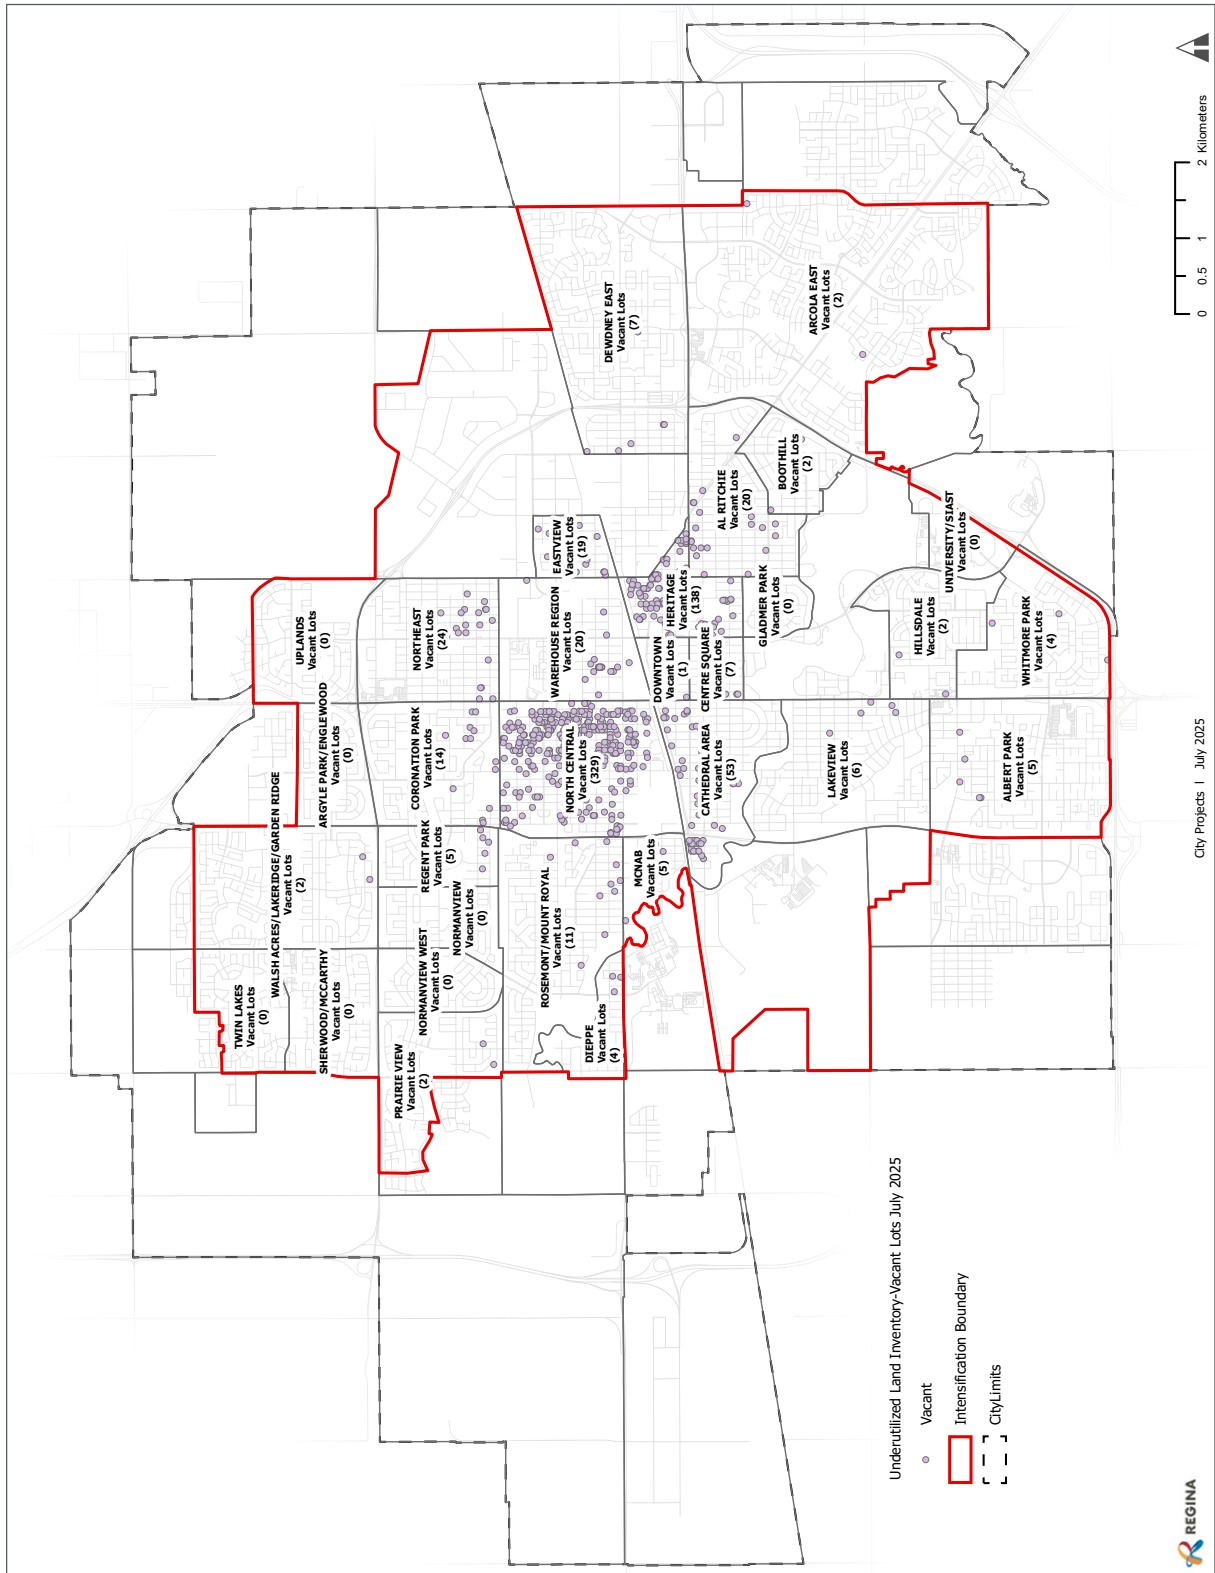 TWIN LAKES
Vacant Lots
(0)
WALSH ACRES/LAKERIDGE/GARDEN RIDGE
Vacant Lots
(2)
SHERWOOD/MCCARTHY
Vacant Lots
(0)
ARGYLE PARK/ENGLEWOOD
Vacant Lots
(0)
UPLANDS
Vacant Lots
(0)
PRAIRIE VIEW
Vacant Lots
(2)
NORMANVIEW WEST
Vacant Lots
(0)
NORMANVIEW
Vacant Lots
(0)
REGENT PARK
Vacant Lots
(5)
CORONATION PARK
Vacant Lots
(14)
NORTHEAST
Vacant Lots
(24)
ROSEMONT/MOUNT ROYAL
Vacant Lots
(11)
DIEPPE
Vacant Lots
(4)
MCNAB
Vacant Lots
(5)
NORTH CENTRAL
Vacant Lots
(329)
WAREHOUSE REGION
Vacant Lots
(20)
EASTVIEW
Vacant Lots
(19)
DEWDNEY EAST
Vacant Lots
(7)
DOWNTOWN
Vacant Lots
(1)
HERITAGE
Vacant Lots
(138)
CATHEDRAL AREA
Vacant Lots
(53)
CENTRE SQUARE
Vacant Lots
(7)
AL RITCHIE
Vacant Lots
(20)
GLADMER PARK
Vacant Lots
(0)
BOOTHILL
Vacant Lots
(2)
ARCOLA EAST
Vacant Lots
(2)
LAKEVIEW
Vacant Lots
(6)
HILLSDALE
Vacant Lots
(2)
UNIVERSITY/SIAST
Vacant Lots
(0)
ALBERT PARK
Vacant Lots
(5)
WHITMORE PARK
Vacant Lots
(4)
Underutilized Land Inventory-Vacant Lots July 2025
Vacant
Intensification Boundary
CityLimits
REGINA
City Projects I July 2025
0 0.5 1 2 Kilometers